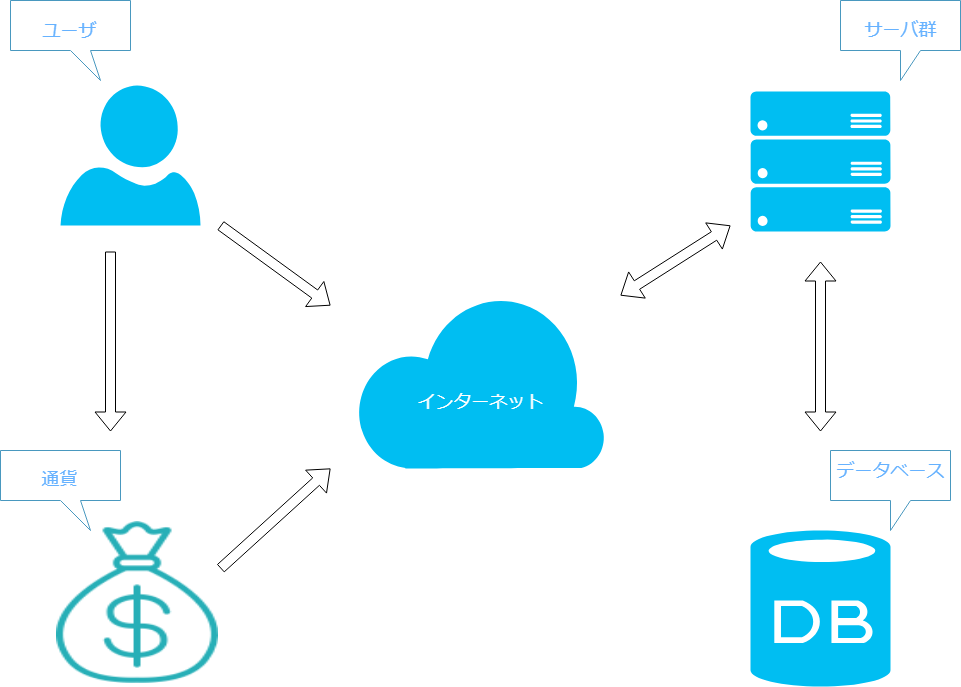 ユーザ
サーバ群
インターネット
通貨
データベース
$
DB